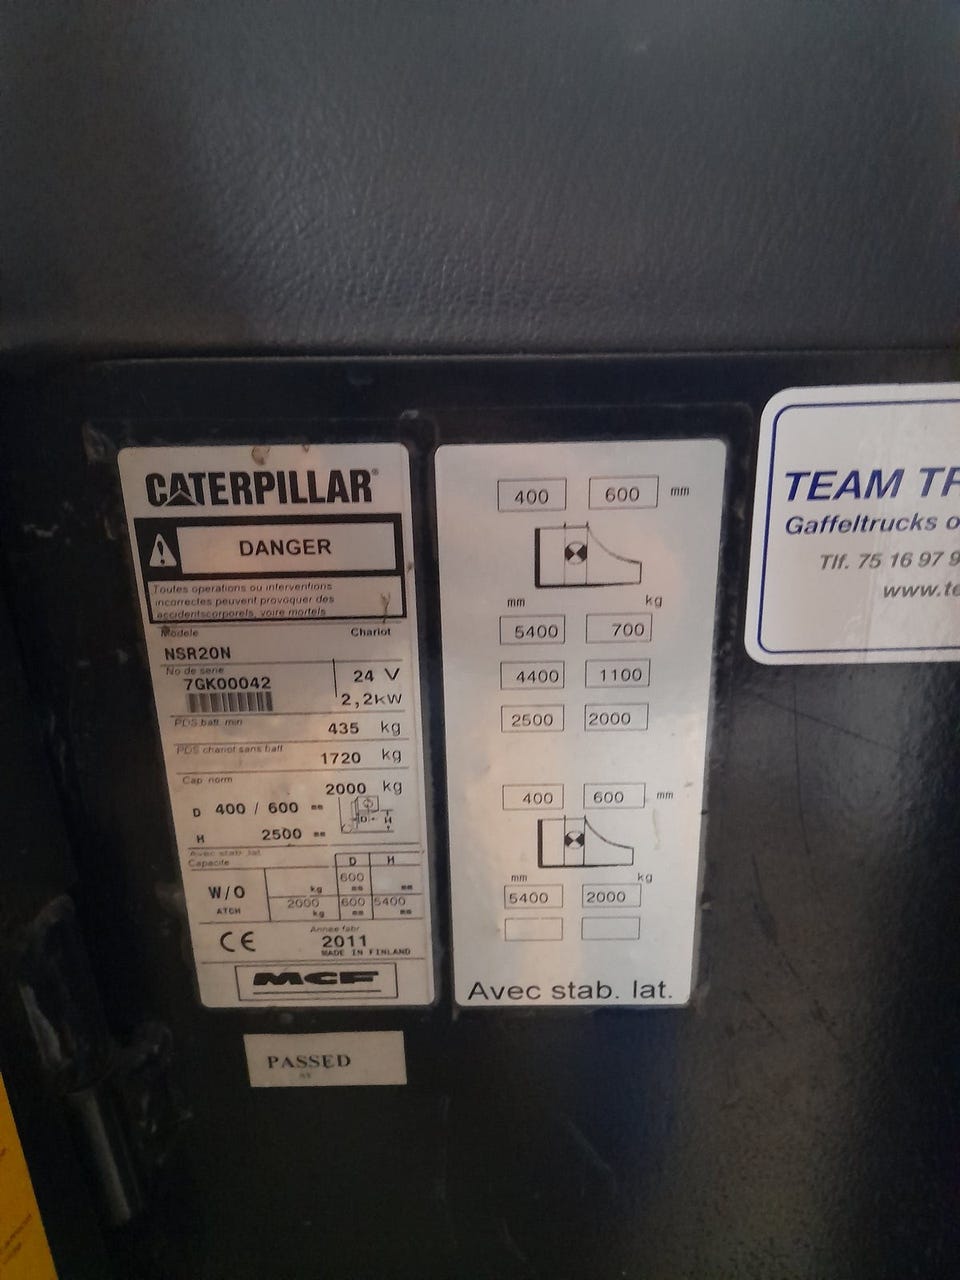 CATERPILLAR®
DANGER
Toutes operations ou interventions
incorrectes peuvent provoquer des
accidentscorporels, voire mortels
Modele Chariot
NSR20N
No de serie
7GK00042 24 V
2,2kW
PDS batt. min
435 kg
PDS chariot sans batt
1720 kg
Cap norm
2000 kg
D 400 / 600 mm
D H
H 2500 mm
Avec stab. lat.
Capacite D H
600
W/O kg mm mm
2000 600 5400
ATCH kg mm mm
CE
Annee fabr
2011
MADE IN FINLAND
MCF
PASSED
400 600 mm
mm kg
5400 700
4400 1100
2500 2000
400 600 mm
mm kg
5400 2000
Avec stab. lat.
TEAM TR
Gaffeltrucks o
Tlf. 75 16 97 9
www.te